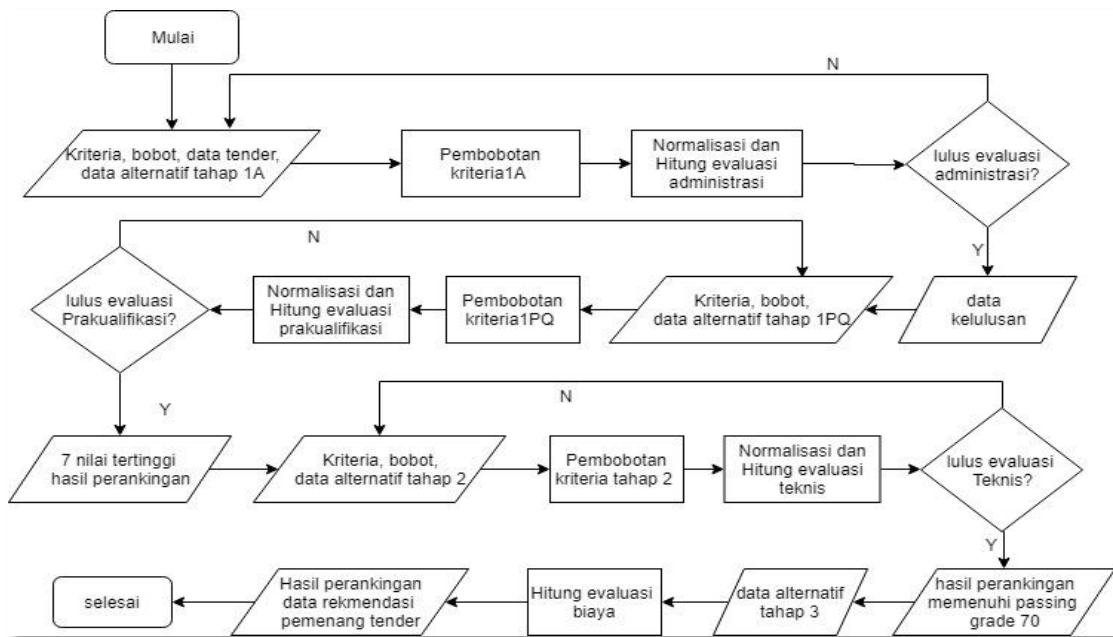 Mulai
N
Kriteria, bobot, data tender,
data alternatif tahap 1A
Pembobotan
kriteria1A
Normalisasi dan
Hitung evaluasi
administrasi
lulus evaluasi
administrasi?
Y
N
data
kelulusan
Kriteria, bobot,
data alternatif tahap 1PQ
Pembobotan
kriteria1PQ
Normalisasi dan
Hitung evaluasi
prakualifikasi
lulus evaluasi
Prakualifikasi?
Y
N
7 nilai tertinggi
hasil perankingan
Kriteria, bobot,
data alternatif tahap 2
Pembobotan
kriteria tahap 2
Normalisasi dan
Hitung evaluasi
teknis
lulus evaluasi
Teknis?
Y
hasil perankingan
memenuhi passing
grade 70
data alternatif
tahap 3
Hitung evaluasi
biaya
Hasil perankingan
data rekmendasi
pemenang tender
selesai